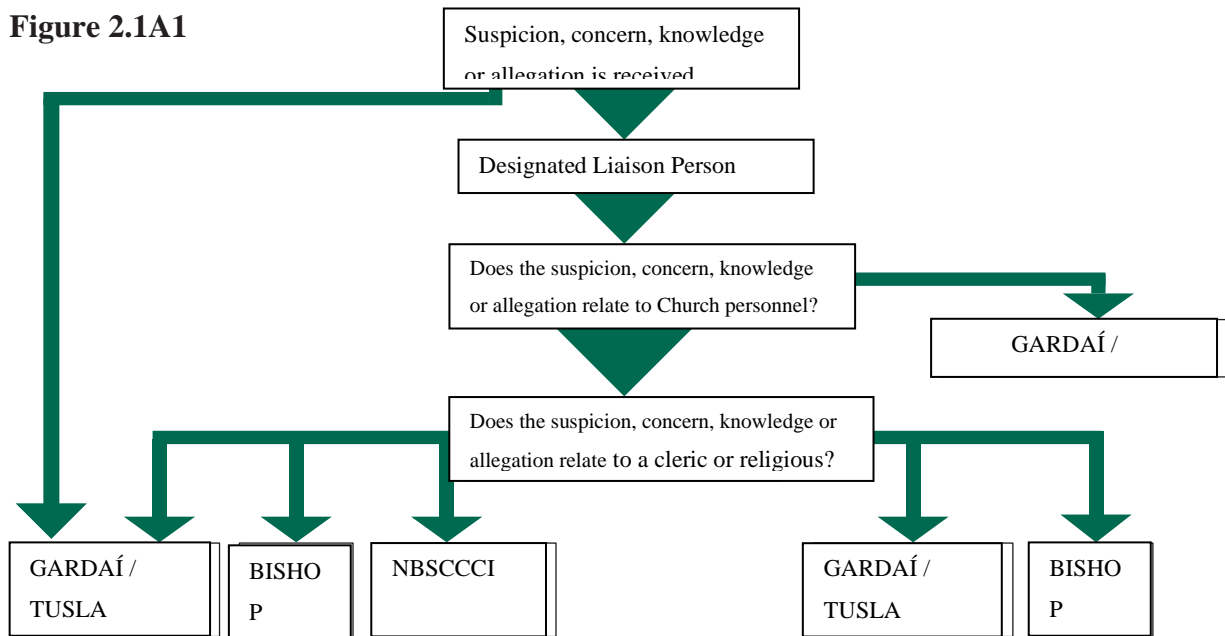 Figure 2.1A1
Suspicion, concern, knowledge
or allegation is received
Designated Liaison Person
Does the suspicion, concern, knowledge
or allegation relate to Church personnel?
GARDAÍ /
Does the suspicion, concern, knowledge or
allegation relate to a cleric or religious?
GARDAÍ /
TUSLA
BISHO
P
NBSCCCI
GARDAÍ /
TUSLA
BISHO
P